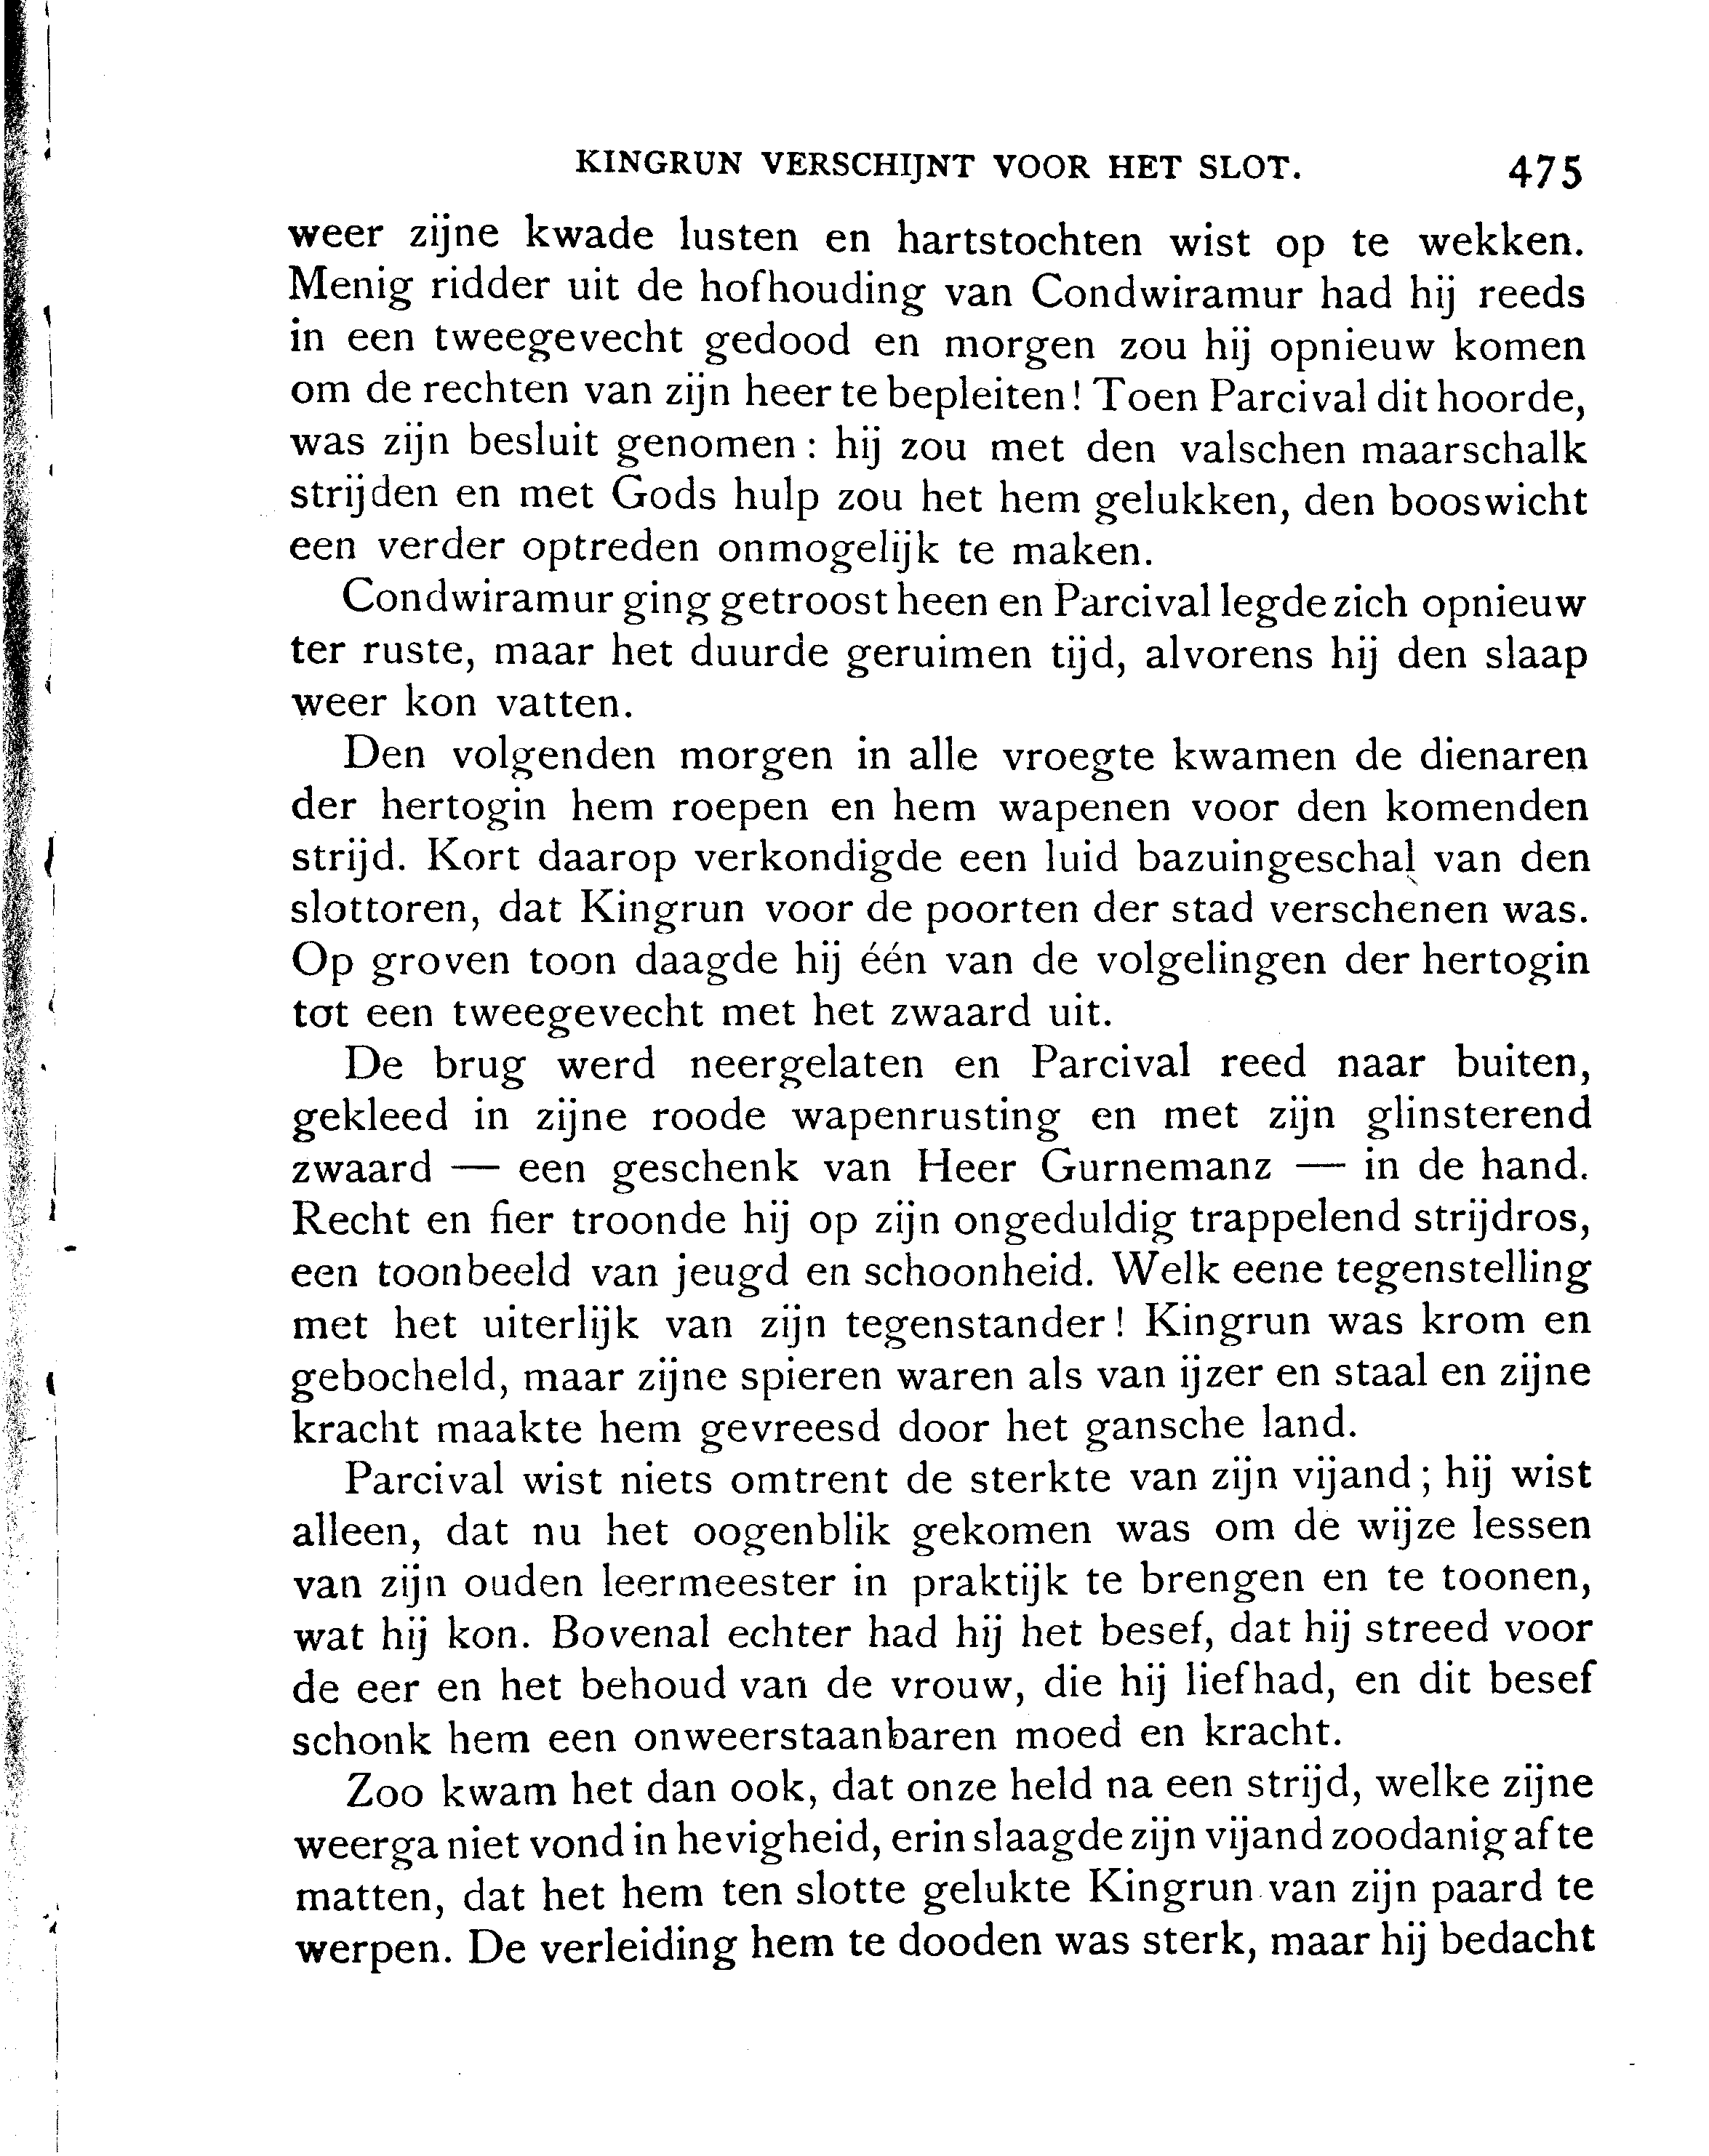 KINGRUN VERSCHIJNT VOOR HET SLOT. 475
weer zijne kwade lusten en hartstochten wist op te wekken.
Menig ridder uit de hofhouding van Condwiramur had hij reeds
in een tweegevecht gedood en morgen zou hij opnieuw komen
om de rechten van zijn heer te bepleiten! Toen Parcival dit hoorde,
was zijn besluit genomen: hij zou met den valschen maarschalk
strijden en met Gods hulp zou het hem gelukken, den booswicht
een verder optreden onmogelijk te maken.
Condwiramur ging getroost heen en Parcival legde zich opnieuw
ter ruste, maar het duurde geruimen tijd, alvorens hij den slaap
weer kon vatten.
Den volgenden morgen in alle vroegte kwamen de dienaren
der hertogin hem roepen en hem wapenen voor den komenden
strijd. Kort daarop verkondigde een luid bazuingeschal van den
slottoren, dat Kingrun voor de poorten der stad verschenen was.
Op groven toon daagde hij één van de volgelingen der hertogin
tot een tweegevecht met het zwaard uit.
De brug werd neergelaten en Parcival reed naar buiten,
gekleed in zijne roode wapenrusting en met zijn glinsterend
zwaard — een geschenk van Heer Gurnemanz — in de hand.
Recht en fier troonde hij op zijn ongeduldig trappelend strijdros,
een toonbeeld van jeugd en schoonheid. Welk eene tegenstelling
met het uiterlijk van zijn tegenstander! Kingrun was krom en
gebocheld, maar zijne spieren waren als van ijzer en staal en zijne
kracht maakte hem gevreesd door het gansche land.
Parcival wist niets omtrent de sterkte van zijn vijand; hij wist
alleen, dat nu het oogenblik gekomen was om de wijze lessen
van zijn ouden leermeester in praktijk te brengen en te toonen,
wat hij kon. Bovenal echter had hij het besef, dat hij streed voor
de eer en het behoud van de vrouw, die hij liefhad, en dit besef
schonk hem een onweerstaanbaren moed en kracht.
Zoo kwam het dan ook, dat onze held na een strijd, welke zijne
weerga niet vond in hevigheid, erin slaagde zijn vijand zoodanig af te
matten, dat het hem ten slotte gelukte Kingrun van zijn paard te
werpen. De verleiding hem te dooden was sterk, maar hij bedacht